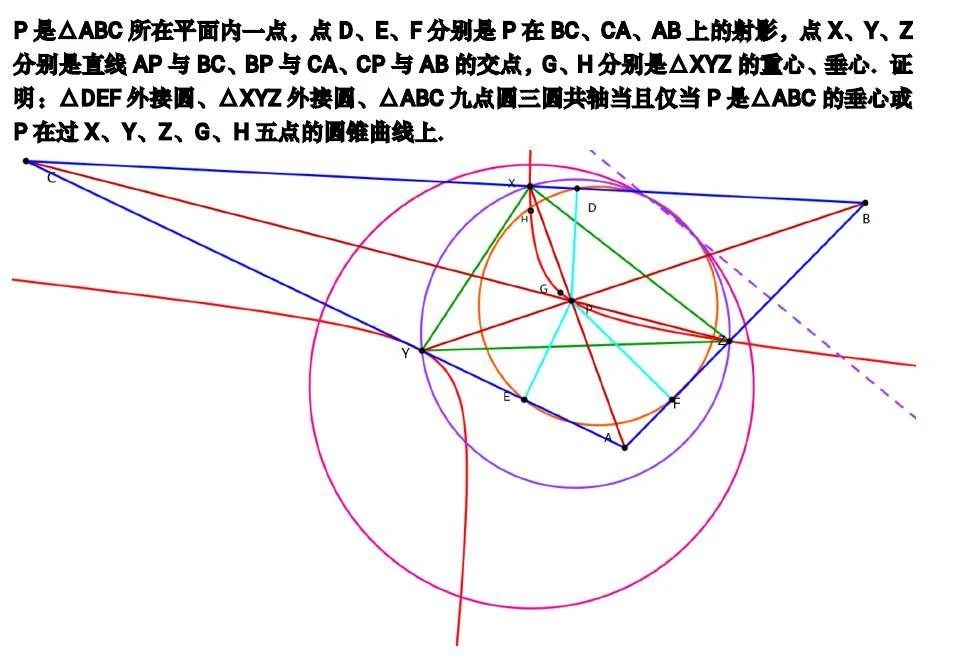 P 是△ABC 所在平面内一点，点 D、E、F 分别是 P 在 BC、CA、AB 上的射影，点 X、Y、Z
分别是直线 AP 与 BC、BP 与 CA、CP 与 AB 的交点，G、H 分别是△XYZ 的重心、垂心．证
明：△DEF 外接圆、△XYZ 外接圆、△ABC 九点圆三圆共轴当且仅当 P 是△ABC 的垂心或
P 在过 X、Y、Z、G、H 五点的圆锥曲线上．
C
X
D
B
H
G
P
Z
Y
E
F
A